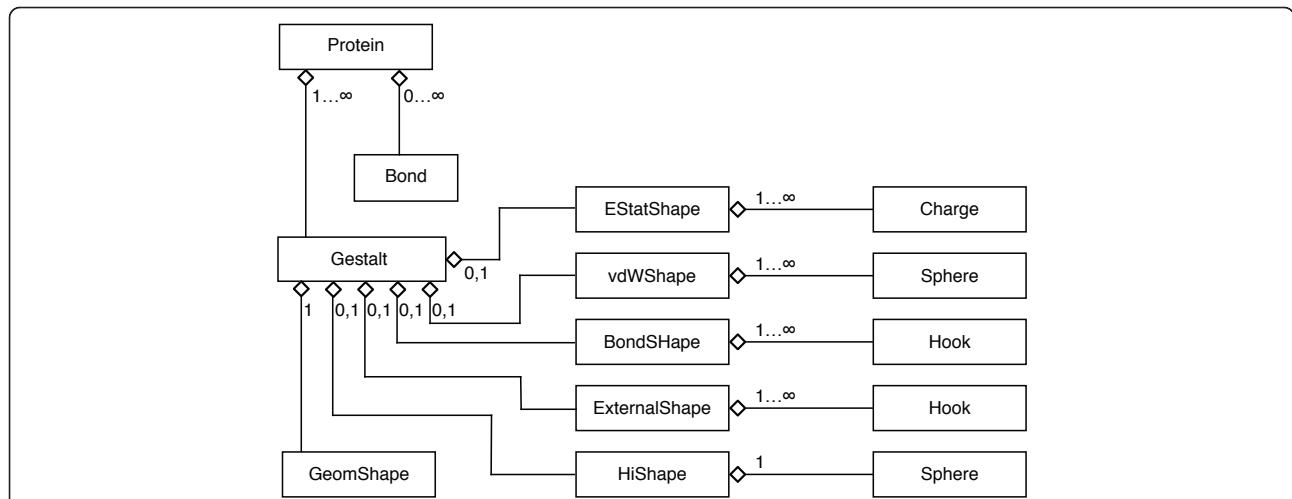 Protein
1...∞ 0...∞
Bond
EStatShape 1...∞ Charge
Gestalt 0,1
vdWShape 1...∞ Sphere
1 0,1 0,1 0,1 0,1
BondSHape 1...∞ Hook
ExternalShape 1...∞ Hook
GeomShape HiShape 1 Sphere